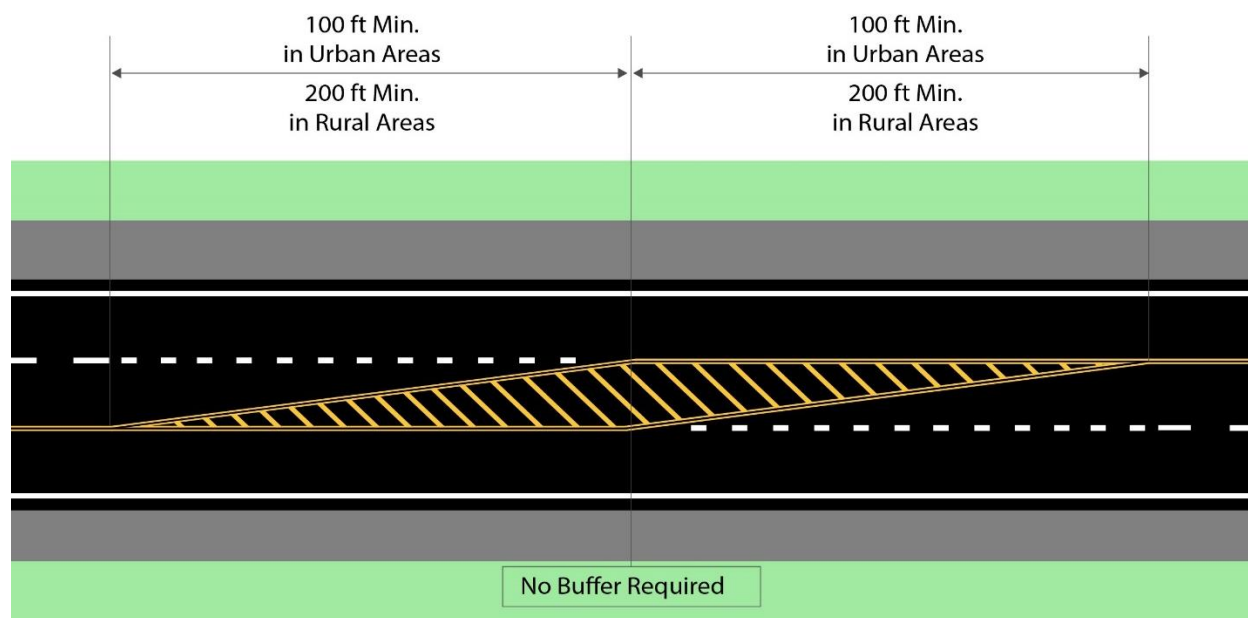 100 ft Min.
in Urban Areas
200 ft Min.
in Rural Areas
100 ft Min.
in Urban Areas
200 ft Min.
in Rural Areas
No Buffer Required